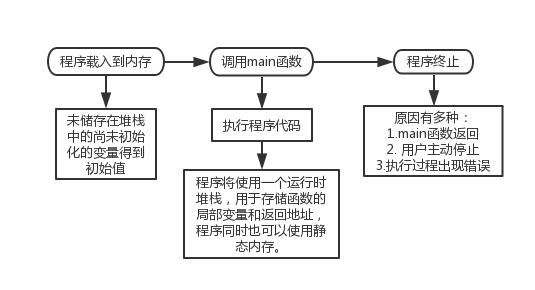 程序载入到内存
调用main函数
程序终止
未储存在堆栈
中的尚未初始
化的变量得到
初始值
执行程序代码
程序将使用一个运行时
堆栈，用于存储函数的
局部变量和返回地址，
程序同时也可以使用静
态内存。
原因有多种：
1.main函数返回
2. 用户主动停止
3.执行过程出现错误